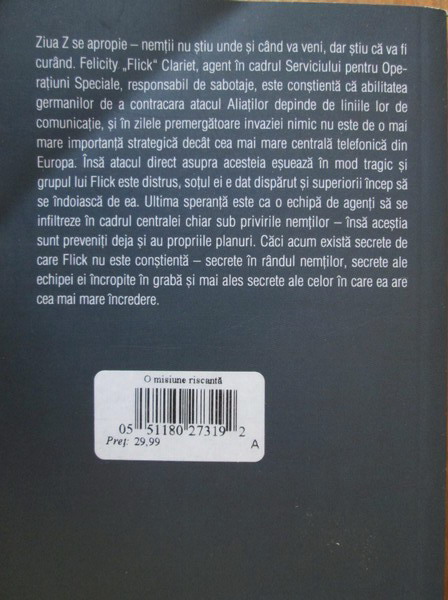 Ziua Z se apropie – nemții nu știu unde și când va veni, dar știu că va fi
curând. Felicity „Flick“ Clariet, agent în cadrul Serviciului pentru Ope-
rațiuni Speciale, responsabil de sabotaje, este conștientă că abilitatea
germanilor de a contracara atacul Aliaților depinde de liniile lor de
comunicație, și în zilele premergătoare invaziei nimic nu este de o mai
mare importanță strategică decât cea mai mare centrală telefonică din
Europa. Însă atacul direct asupra acesteia eșuează în mod tragic și
grupul lui Flick este distrus, soțul ei e dat dispărut și superiorii încep să
se îndoiască de ea. Ultima speranță este ca o echipă de agenți să se
infiltreze în cadrul centralei chiar sub privirile nemților – însă aceștia
sunt preveniți deja și au propriile planuri. Căci acum există secrete de
care Flick nu este conștientă – secrete în rândul nemților, secrete ale
echipei ei încropite în grabă și mai ales secrete ale celor în care ea are
cea mai mare încredere.
O misiune riscantă
05 51180 27319 2
Preț: 29,99 A